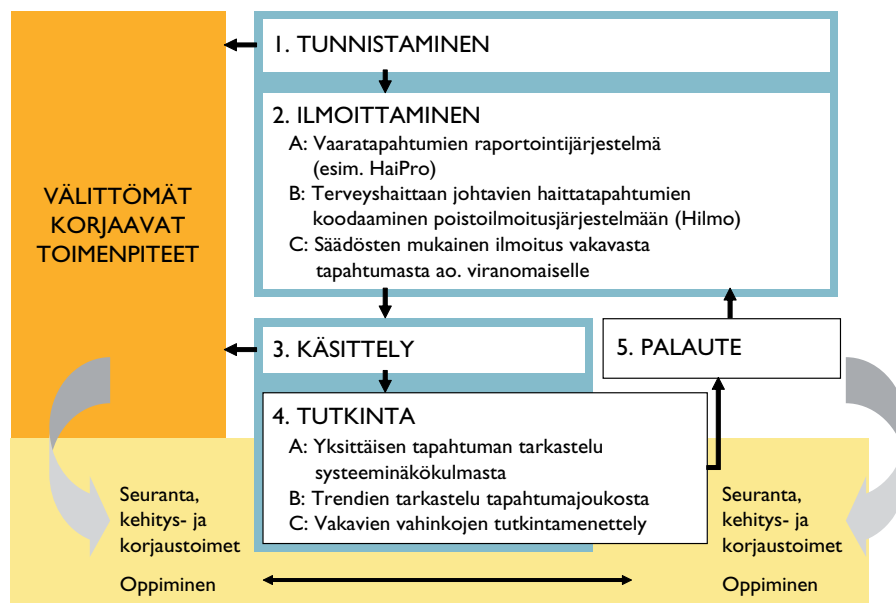 1. TUNNISTAMINEN
2. ILMOITTAMINEN
A: Vaaratapahtumien raportointijärjestelmä
(esim. HaiPro)
B: Terveyshaittaan johtavien haittatapahtumien
koodaaminen poistoilmoitusjärjestelmään (Hilmo)
C: Säädösten mukainen ilmoitus vakavasta
tapahtumasta ao. viranomaiselle
VÄLITTÖMÄT
KORJAAVAT
TOIMENPITEET
3. KÄSITTELY
5. PALAUTE
4. TUTKINTA
A: Yksittäisen tapahtuman tarkastelu
systeeminäkökulmasta
B: Trendien tarkastelu tapahtumajoukosta
C: Vakavien vahinkojen tutkintamenettely
Seuranta,
kehitys- ja
korjaustoimet
Oppiminen
Seuranta,
kehitys- ja
korjaustoimet
Oppiminen